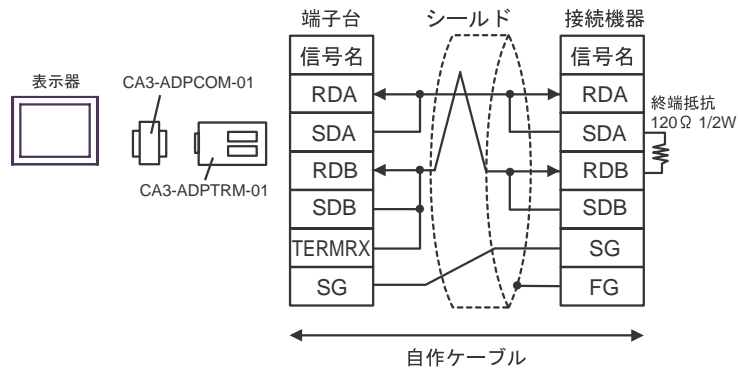 端子台
シールド
接続機器
信号名
信号名
表示器
CA3-ADPCOM-01
CA3-ADPTRM-01
RDA
RDA
SDA
SDA
RDB
RDB
SDB
SDB
TERMRX
SG
SG
FG
終端抵抗
120Ω 1/2W
自作ケーブル